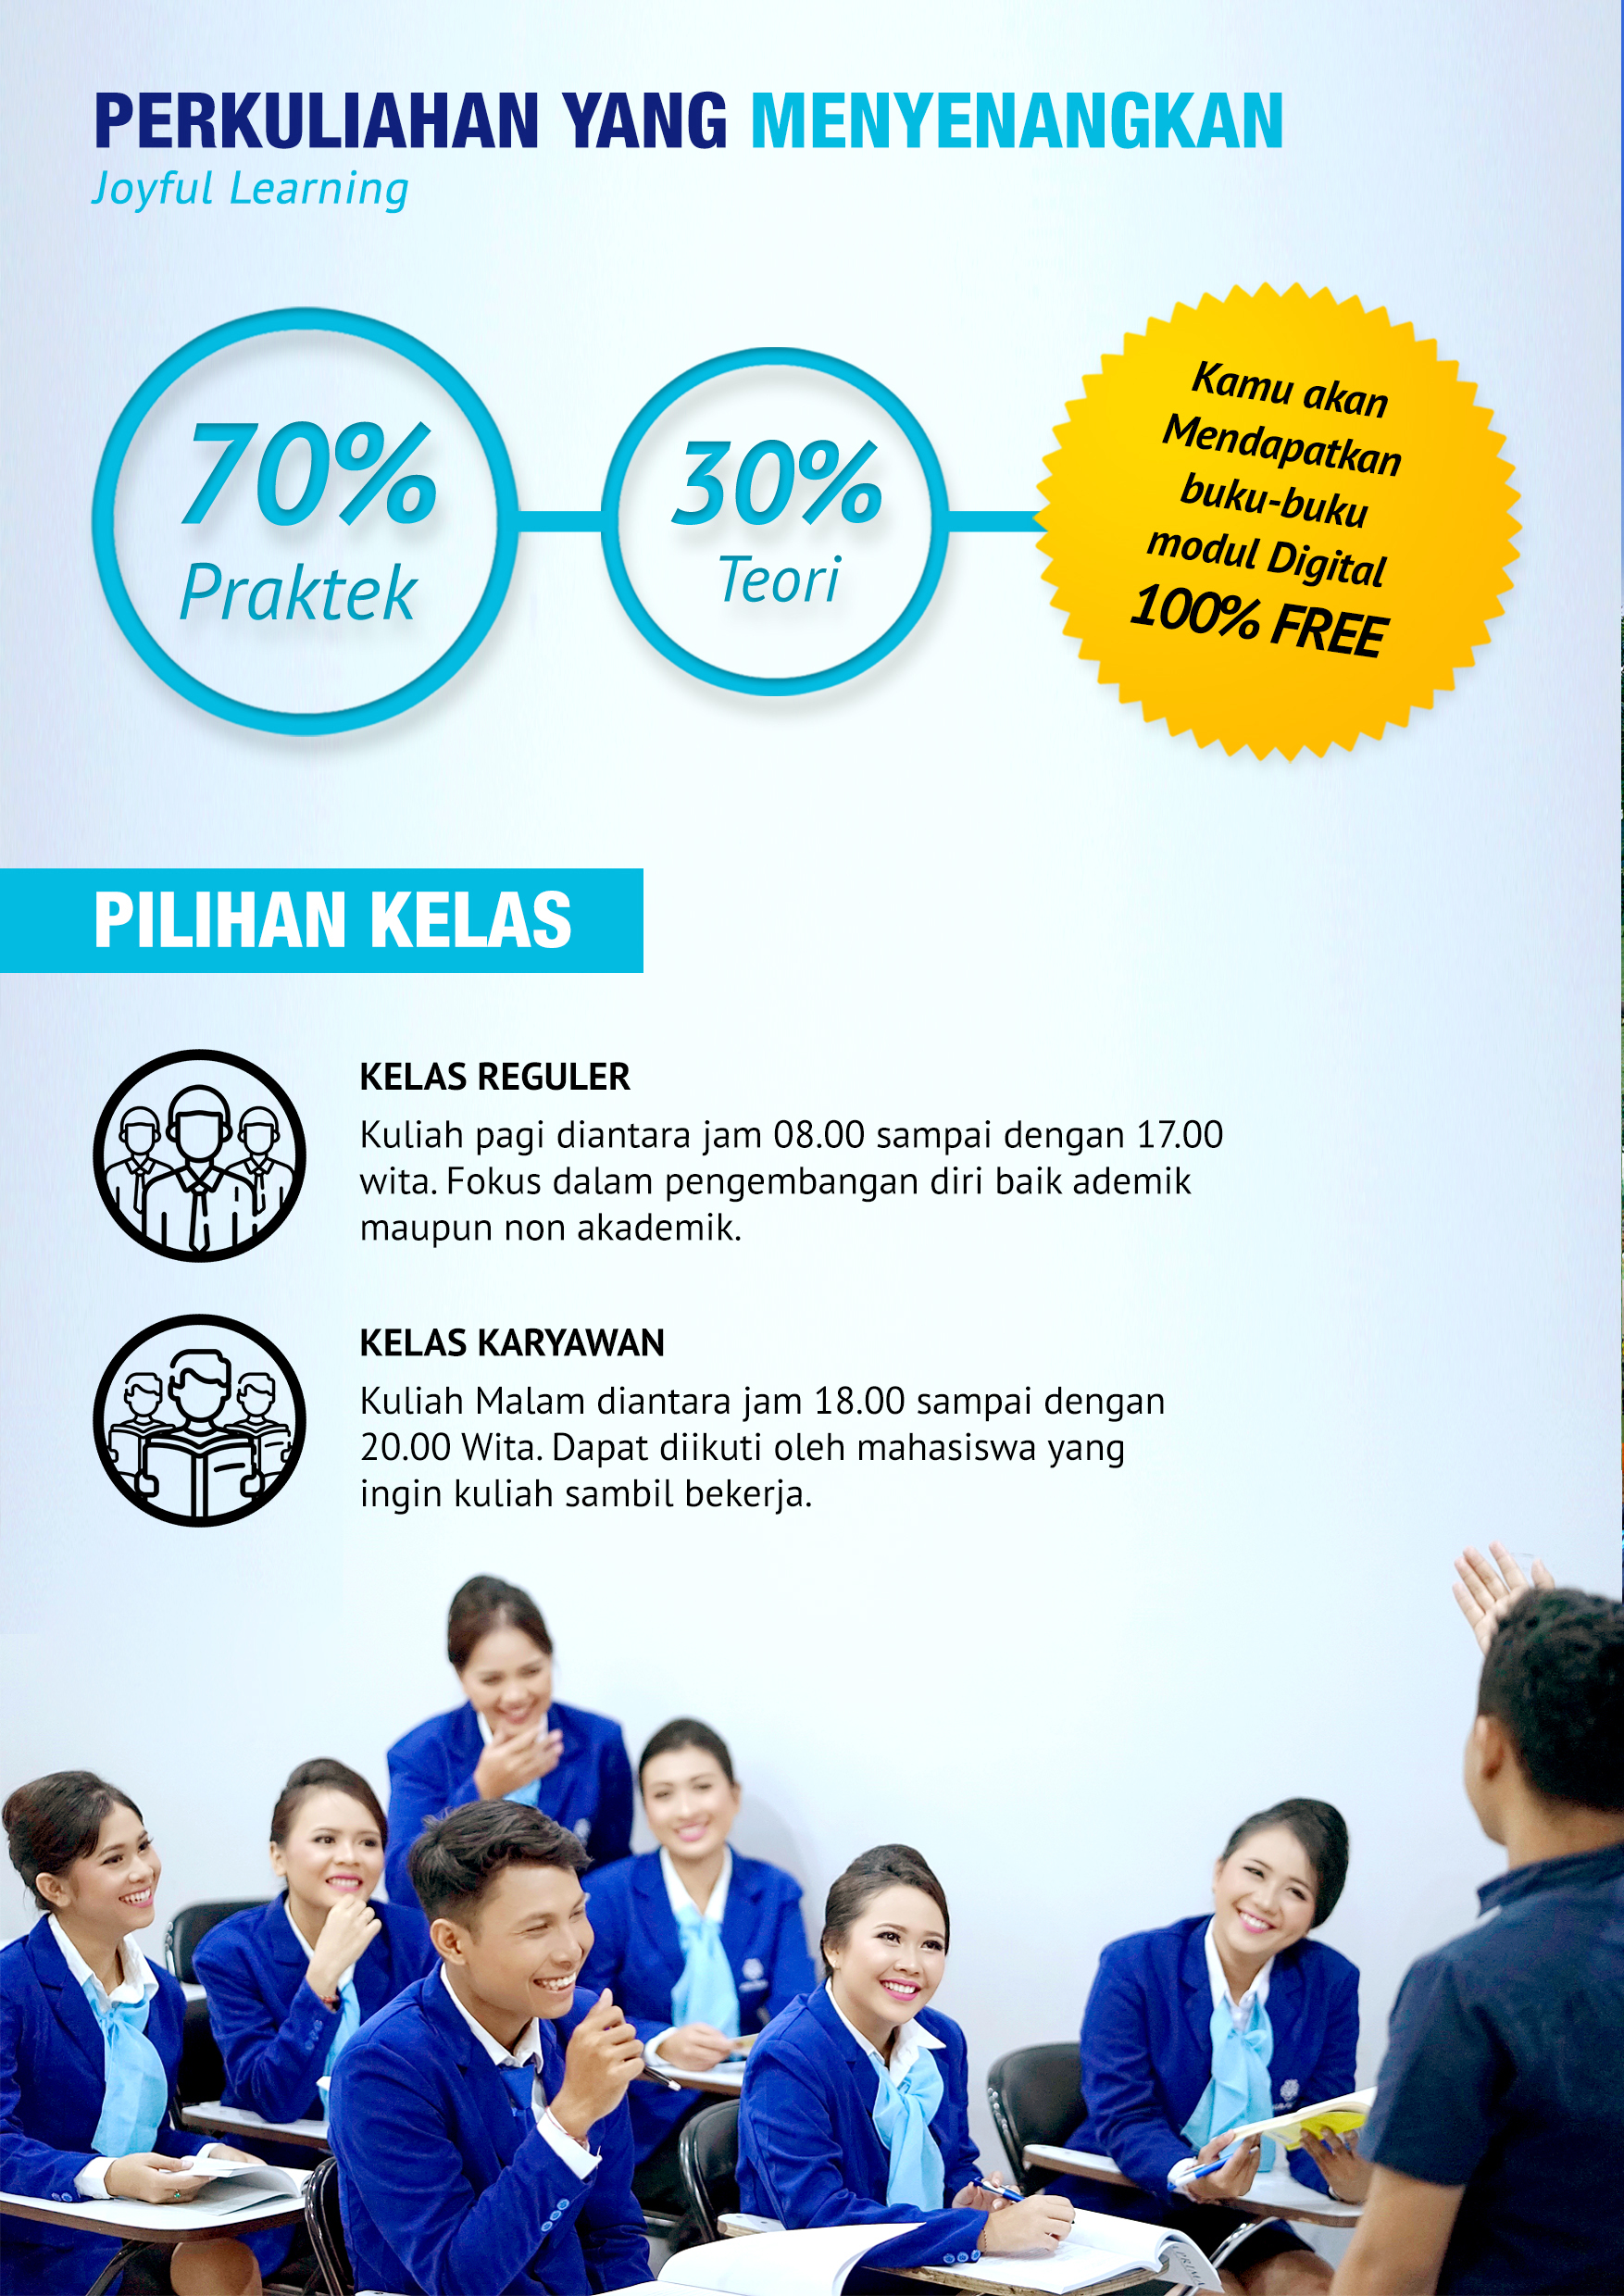 PERKULIAHAN YANG MENYENANGKAN
Joyful Learning
70%
Praktek
30%
Teori
Kamu akan
Mendapatkan
buku-buku
modul Digital
100% FREE
PILIHAN KELAS
KELAS REGULER
Kuliah pagi diantara jam 08.00 sampai dengan 17.00
wita. Fokus dalam pengembangan diri baik ademik
maupun non akademik.
KELAS KARYAWAN
Kuliah Malam diantara jam 18.00 sampai dengan
20.00 Wita. Dapat diikuti oleh mahasiswa yang
ingin kuliah sambil bekerja.